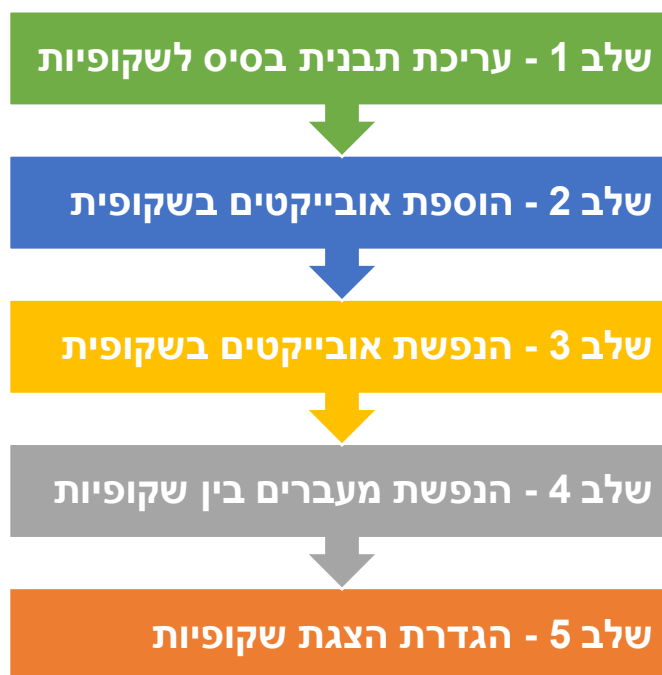 שלב 1 - עריכת תבנית בסיס לשקופיות
שלב 2 - הוספת אובייקטים בשקופית
שלב 3 - הנפשת אובייקטים בשקופית
שלב 4 - הנפשת מעברים בין שקופיות
שלב 5 - הגדרת הצגת שקופיות